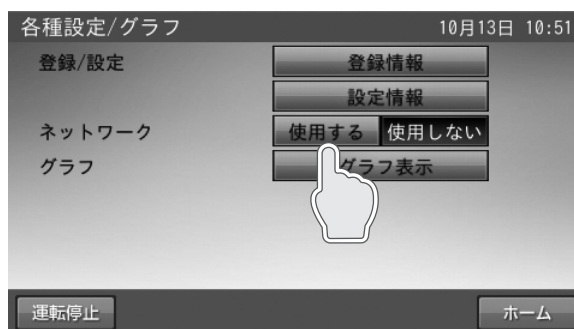 各種設定/グラフ 10月13日 10:51
登録/設定 登録情報
設定情報
ネットワーク 使用する 使用しない
グラフ グラフ表示
運転停止 ホーム